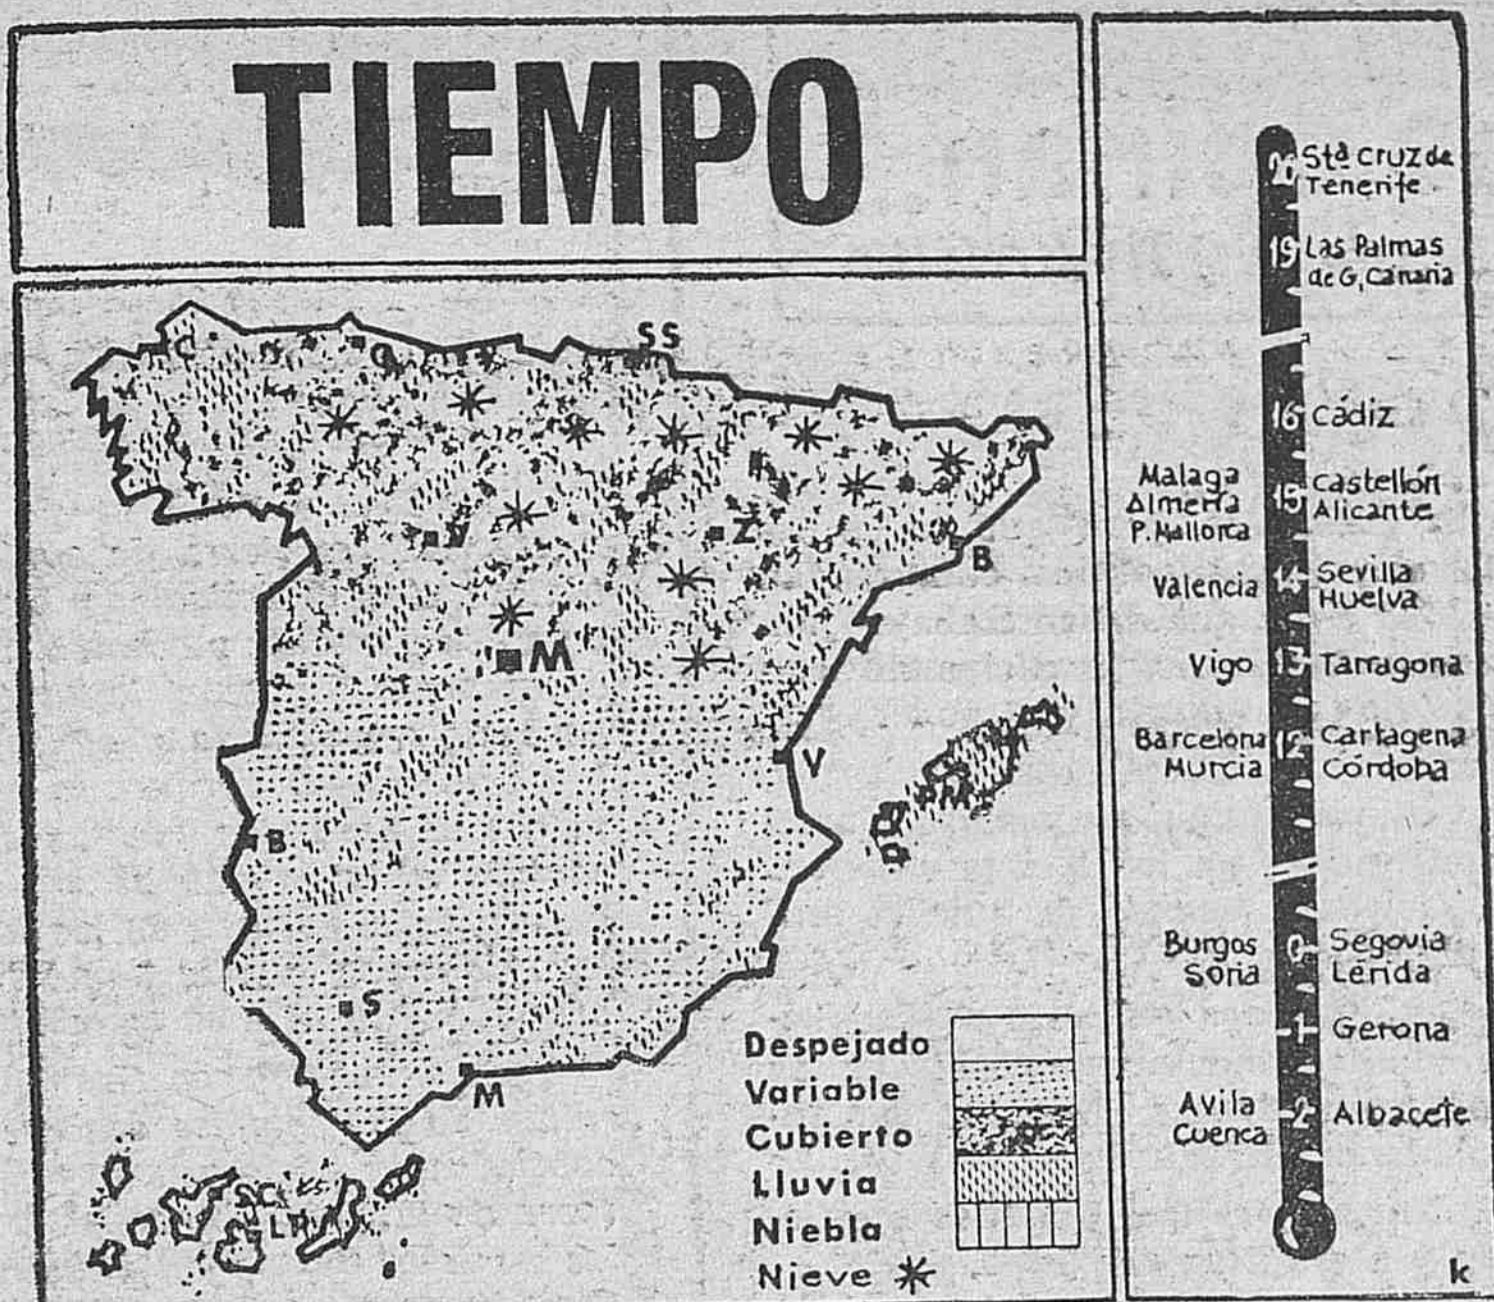 TIEMPO
C
O
SS
V
Z
B
M
V
B
S
M
SC
LP
Despejado
Variable
Cubierto
Lluvia
Niebla
Nieve
20 Stª Cruz de
Tenerife
19 Las Palmas
de G, Canaria
16 Cádiz
Malaga
Almería
P. Mallorca
15 Castellón
Alicante
Valencia
14 Sevilla
Huelva
Vigo 13 Tarragona
Barcelona 12 Cartagena
Murcia Córdoba
Burgos 0 Segovia
Soria Lérida
-1 Gerona
Avila
Cuenca
-2 Albacete
k